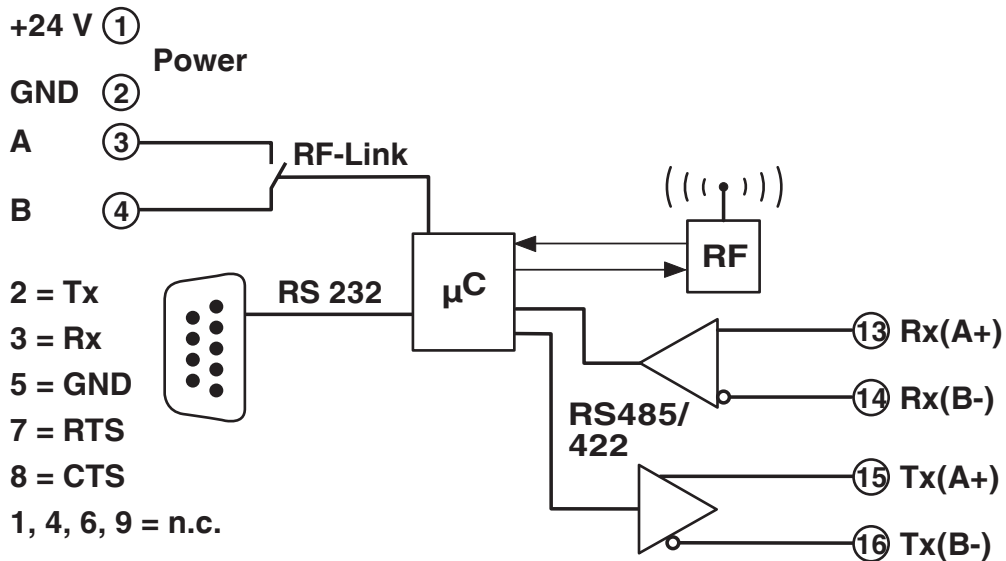 +24 V 1
Power
GND 2
A 3
RF-Link
B 4
RF
µC
2 = Tx
RS 232
3 = Rx
13 Rx(A+)
5 = GND
14 Rx(B-)
RS485/
422
7 = RTS
8 = CTS
15 Tx(A+)
1, 4, 6, 9 = n.c.
16 Tx(B-)